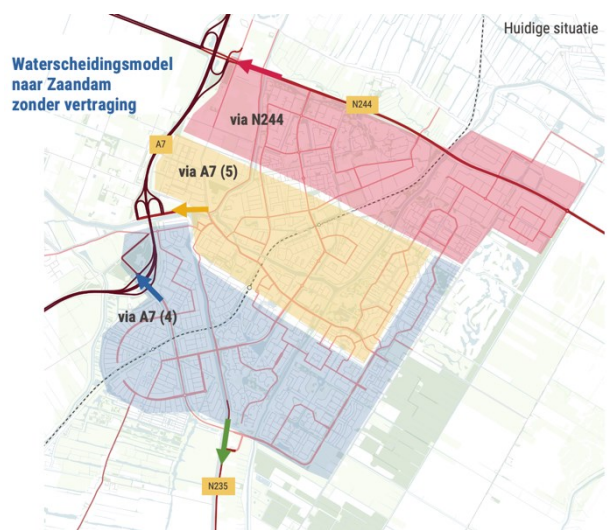 Huidige situatie
Waterscheidingsmodel
naar Zaandam
zonder vertraging
N244
via N244
A7
via A7 (5)
via A7 (4)
N235